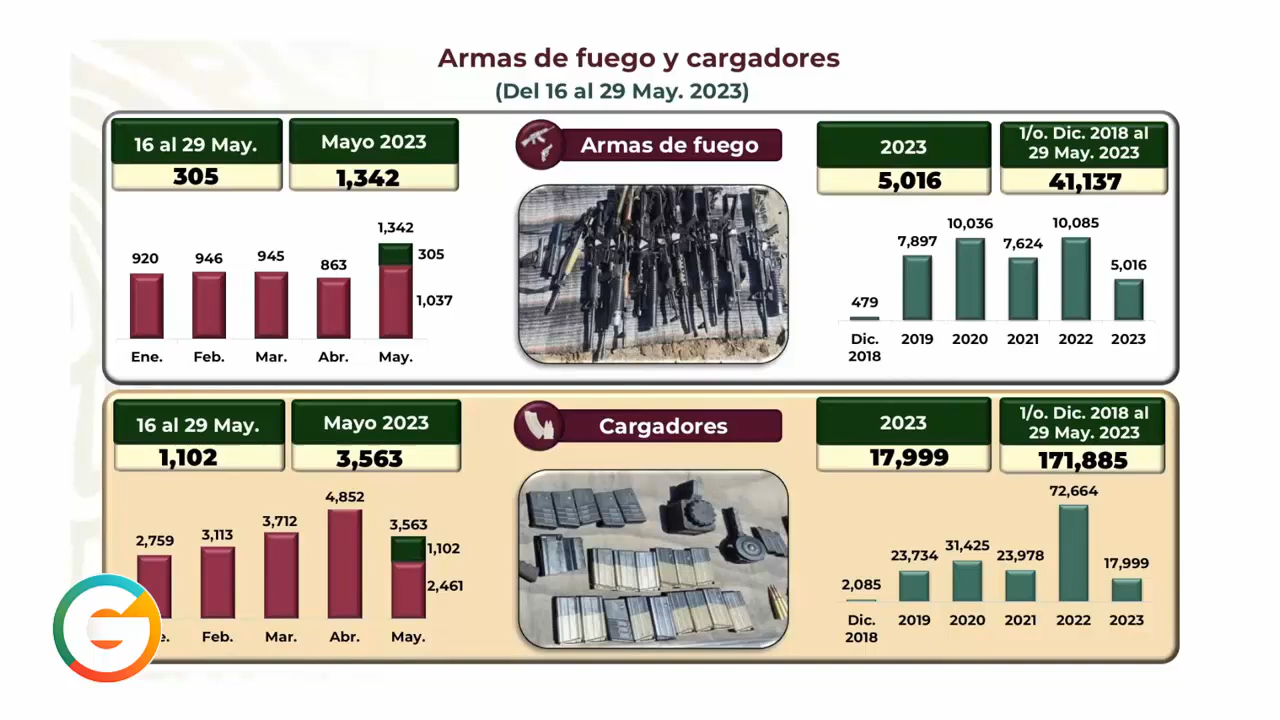 Armas de fuego y cargadores
(Del 16 al 29 May. 2023)
16 al 29 May.
305
Mayo 2023
1,342
Armas de fuego
2023
5,016
1/o. Dic. 2018 al
29 May. 2023
41,137
920
946
945
863
1,342
305
1,037
Ene.
Feb.
Mar.
Abr.
May.
479
7,897
10,036
7,624
10,085
5,016
Dic.
2018
2019
2020
2021
2022
2023
16 al 29 May.
1,102
Mayo 2023
3,563
Cargadores
2023
17,999
1/o. Dic. 2018 al
29 May. 2023
171,885
2,759
3,113
3,712
4,852
3,563
1,102
2,461
e.
Feb.
Mar.
Abr.
May.
2,085
23,734
31,425
23,978
72,664
17,999
Dic.
2018
2019
2020
2021
2022
2023
G